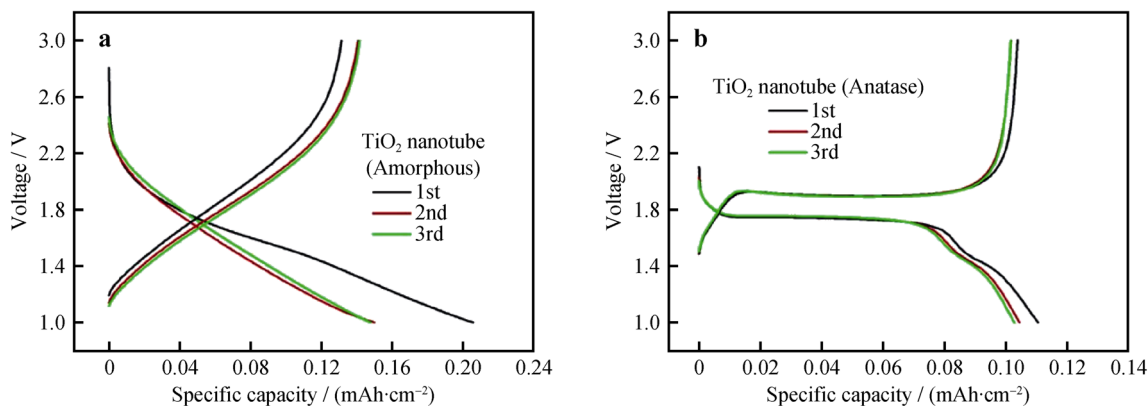 a
3.0
2.6
2.2
1.8
1.4
1.0
Voltage / V
TiO₂ nanotube
(Amorphous)
1st
2nd
3rd
0
0.04
0.08
0.12
0.16
0.20
0.24
Specific capacity / (mAh·cm⁻²)
b
3.0
2.6
2.2
1.8
1.4
1.0
Voltage / V
TiO₂ nanotube (Anatase)
1st
2nd
3rd
0
0.02
0.04
0.06
0.08
0.10
0.12
0.14
Specific capacity / (mAh·cm⁻²)